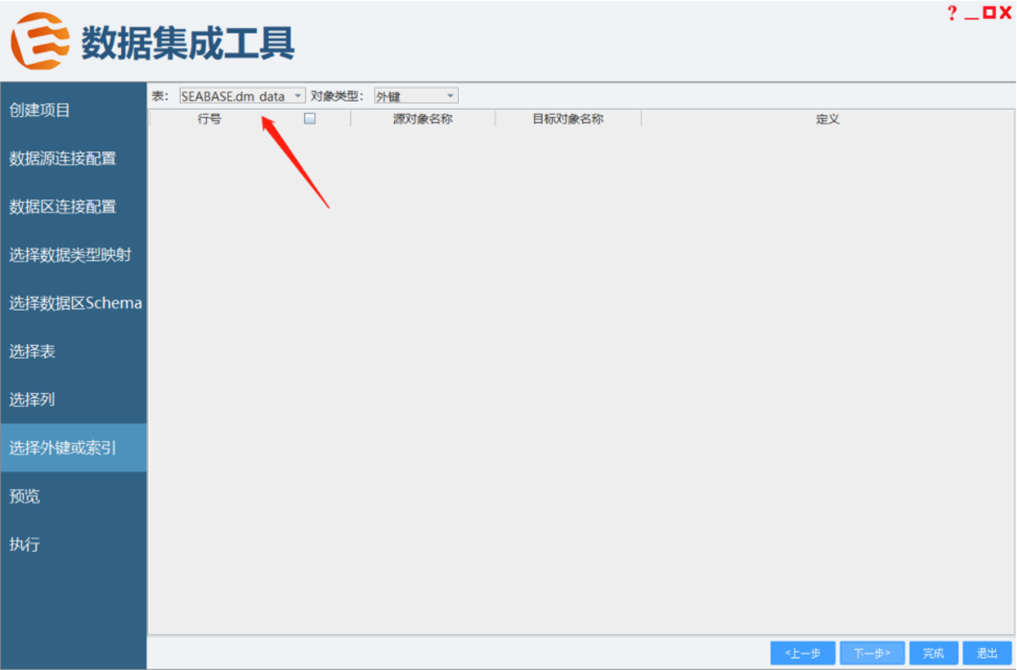 ?
数据集成工具
创建项目
数据源连接配置
数据区连接配置
选择数据类型映射
选择数据区Schema
选择表
选择列
选择外键或索引
预览
执行
表: SEABASE.dm_data 对象类型: 外键
行号 源对象名称 目标对象名称 定义
<上一步 下一步> 完成 退出